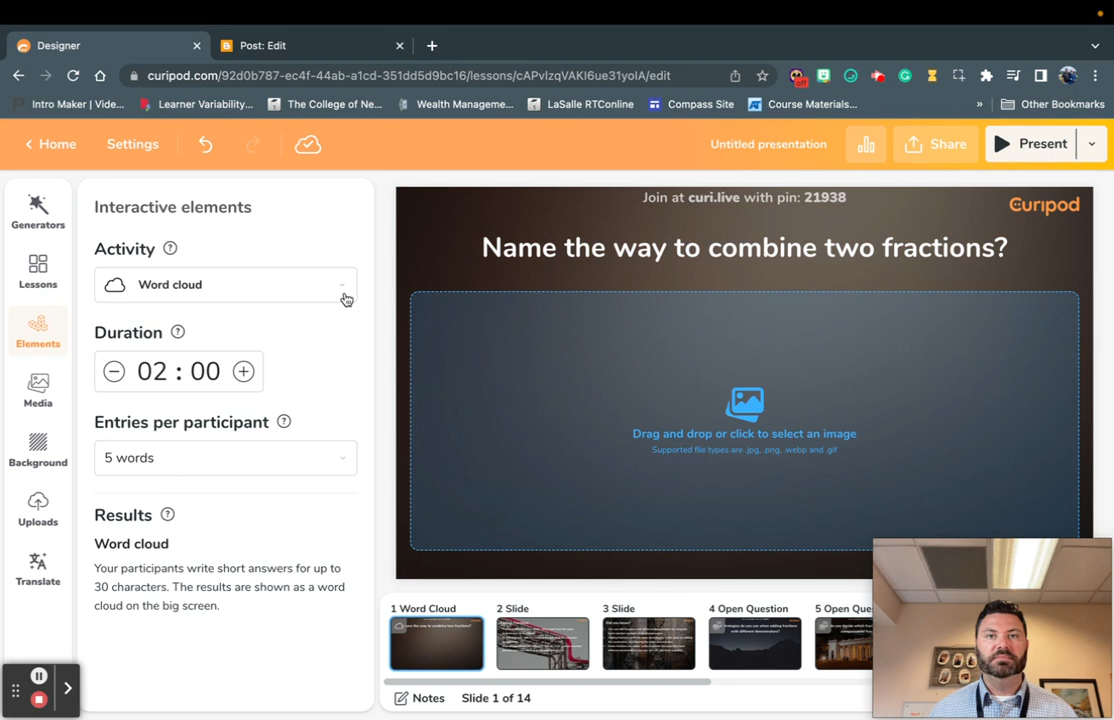 Designer
Post: Edit
curipod.com/92d0b787-ec4f-44ab-a1cd-351dd5d9bc16/lessons/cAPvIzqVAKI6ue31yolA/edit
Intro Maker | Vide...
Learner Variability...
The College of Ne...
Wealth Manageme...
LaSalle RTConline
Compass Site
Course Materials...
»
Other Bookmarks
Home
Settings
Untitled presentation
Share
Present
Generators
Lessons
Elements
Media
Background
Uploads
Translate
Interactive elements
Activity
Word cloud
Duration
02 : 00
Entries per participant
5 words
Results
Word cloud
Your participants write short answers for up to
30 characters. The results are shown as a word
cloud on the big screen.
Join at curi.live with pin: 21938
Curipod
Name the way to combine two fractions?
Drag and drop or click to select an image
Supported file types are .jpg, .png, .webp and .gif
1 Word Cloud
2 Slide
3 Slide
4 Open Question
5 Open Que
Notes
Slide 1 of 14